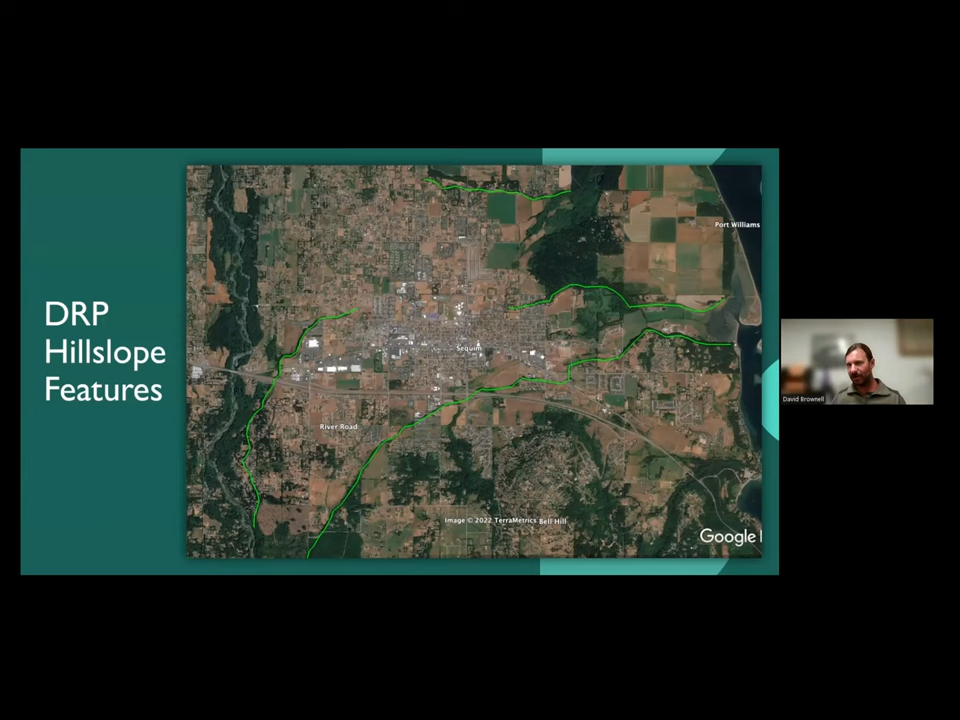 DRP
Hillslope
Features
Port Williams
Sequim
River Road
Image © 2022 TerraMetrics
Bell Hill
Google
David Brownell